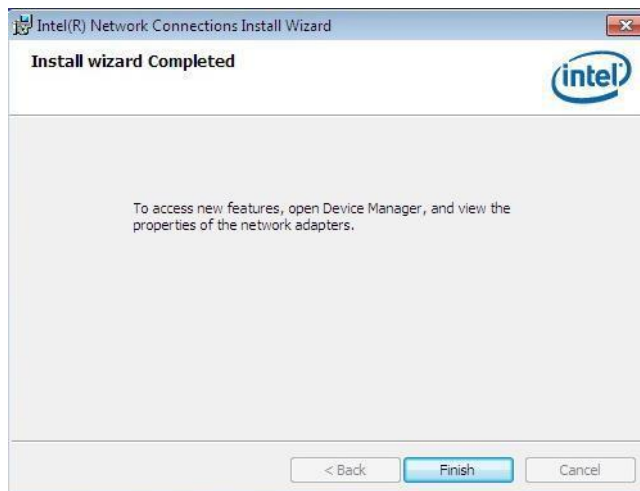 Intel(R) Network Connections Install Wizard
Install wizard Completed
intel
To access new features, open Device Manager, and view the
properties of the network adapters.
< Back
Finish
Cancel